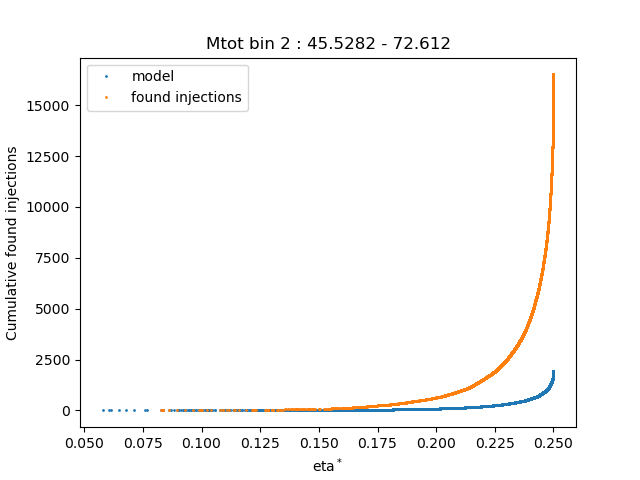 Mtot bin 2 : 45.5282 - 72.612
model
found injections
Cumulative found injections
15000
12500
10000
7500
5000
2500
0
0.050 0.075 0.100 0.125 0.150 0.175 0.200 0.225 0.250
eta*